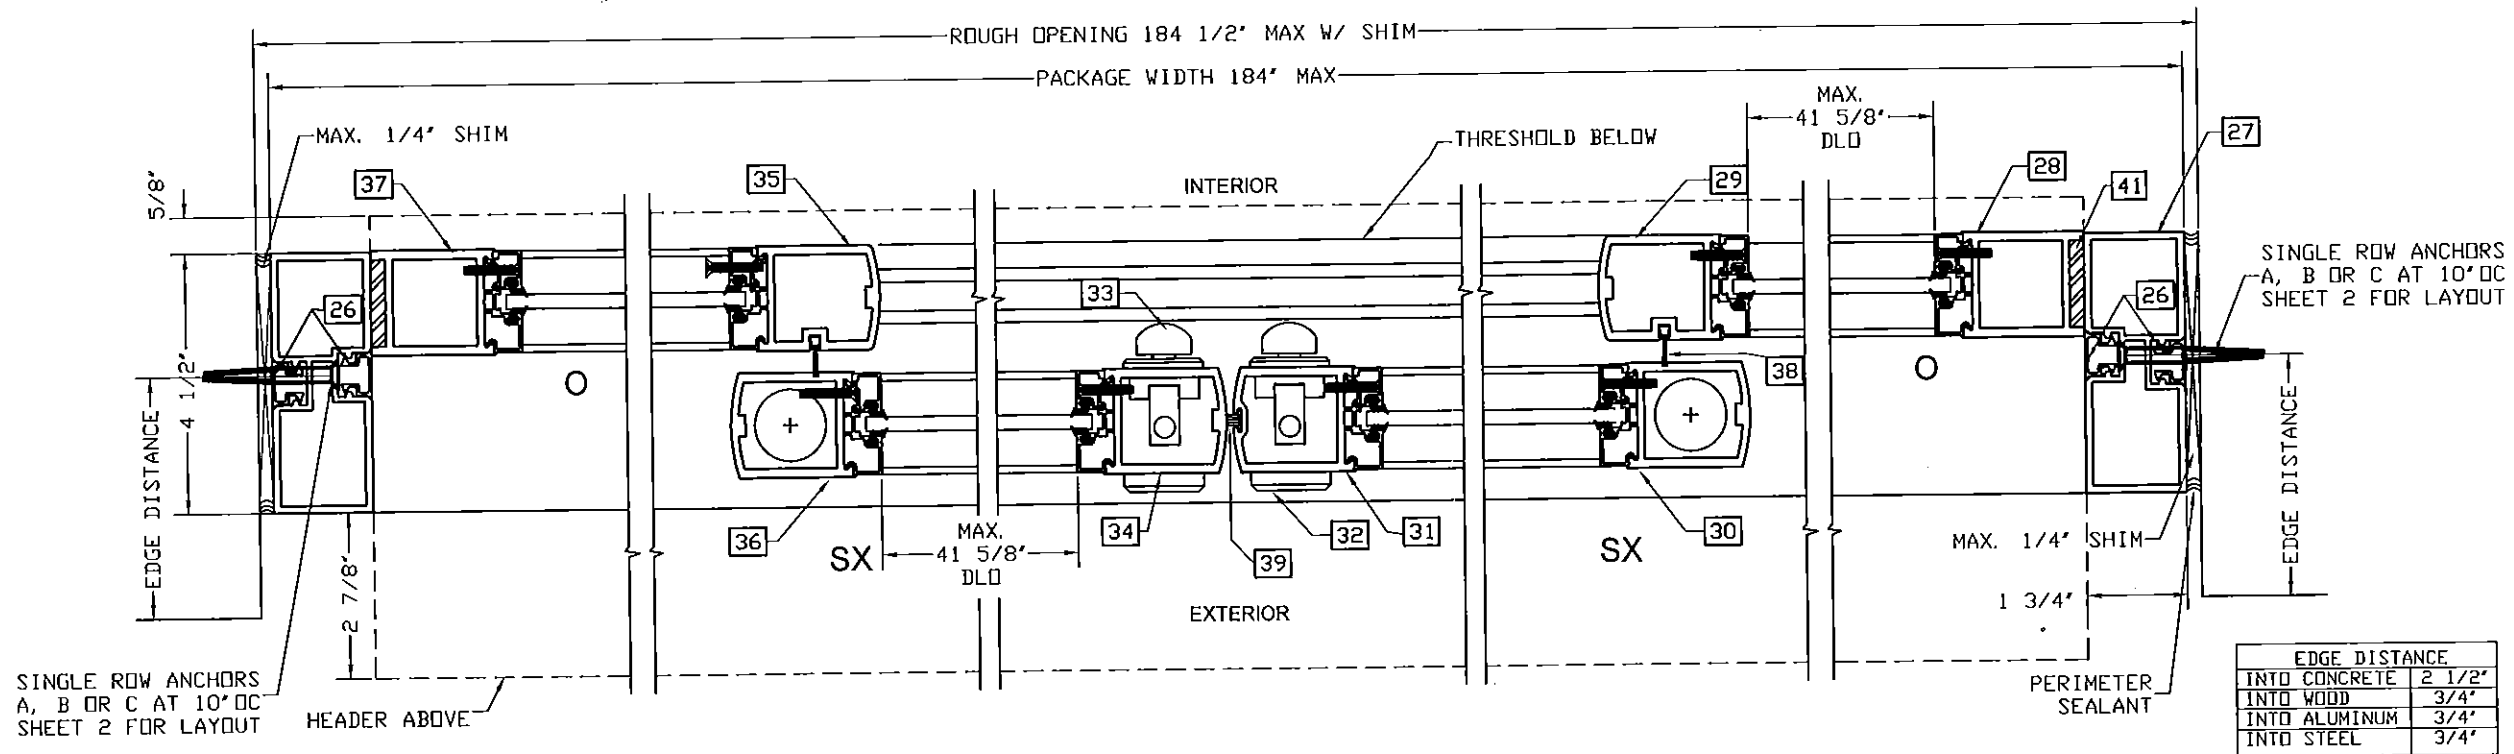 ROUGH OPENING 184 1/2" MAX W/ SHIM
PACKAGE WIDTH 184" MAX
MAX. 1/4" SHIM
THRESHOLD BELOW
MAX.
41 5/8"
DLO
27
28
41
29
35
37
INTERIOR
5/8"
SINGLE ROW ANCHORS
A, B OR C AT 10" OC
SHEET 2 FOR LAYOUT
26
33
26
4 1/2"
EDGE DISTANCE
O
38
O
EDGE DISTANCE
36
SX
MAX.
41 5/8"
DLO
34
39
32
31
SX
30
MAX. 1/4" SHIM
2 7/8"
EXTERIOR
1 3/4"
SINGLE ROW ANCHORS
A, B OR C AT 10" OC
SHEET 2 FOR LAYOUT
HEADER ABOVE
PERIMETER
SEALANT
EDGE DISTANCE
INTO CONCRETE 2 1/2"
INTO WOOD 3/4"
INTO ALUMINUM 3/4"
INTO STEEL 3/4"